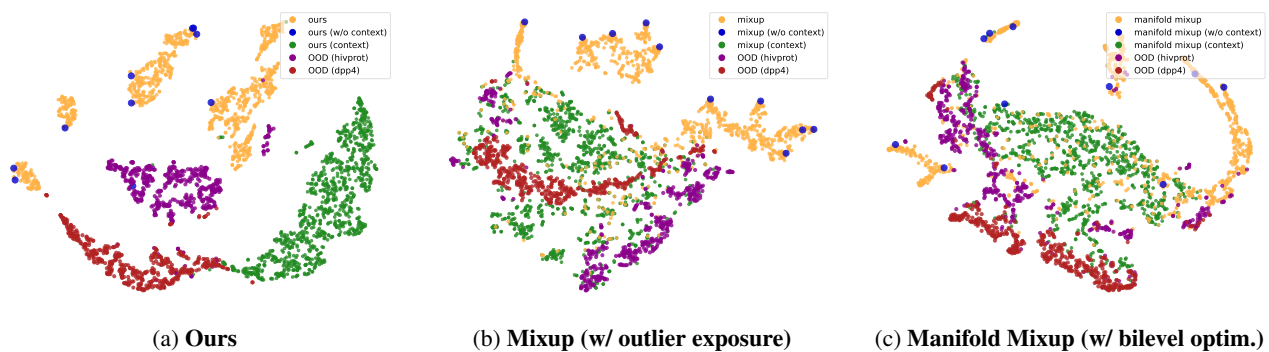 ours
ours (w/o context)
ours (context)
OOD (hivprot)
OOD (dpp4)
mixup
mixup (w/o context)
mixup (context)
OOD (hivprot)
OOD (dpp4)
manifold mixup
manifold mixup (w/o context)
manifold mixup (context)
OOD (hivprot)
OOD (dpp4)
(a) Ours
(b) Mixup (w/ outlier exposure)
(c) Manifold Mixup (w/ bilevel optim.)